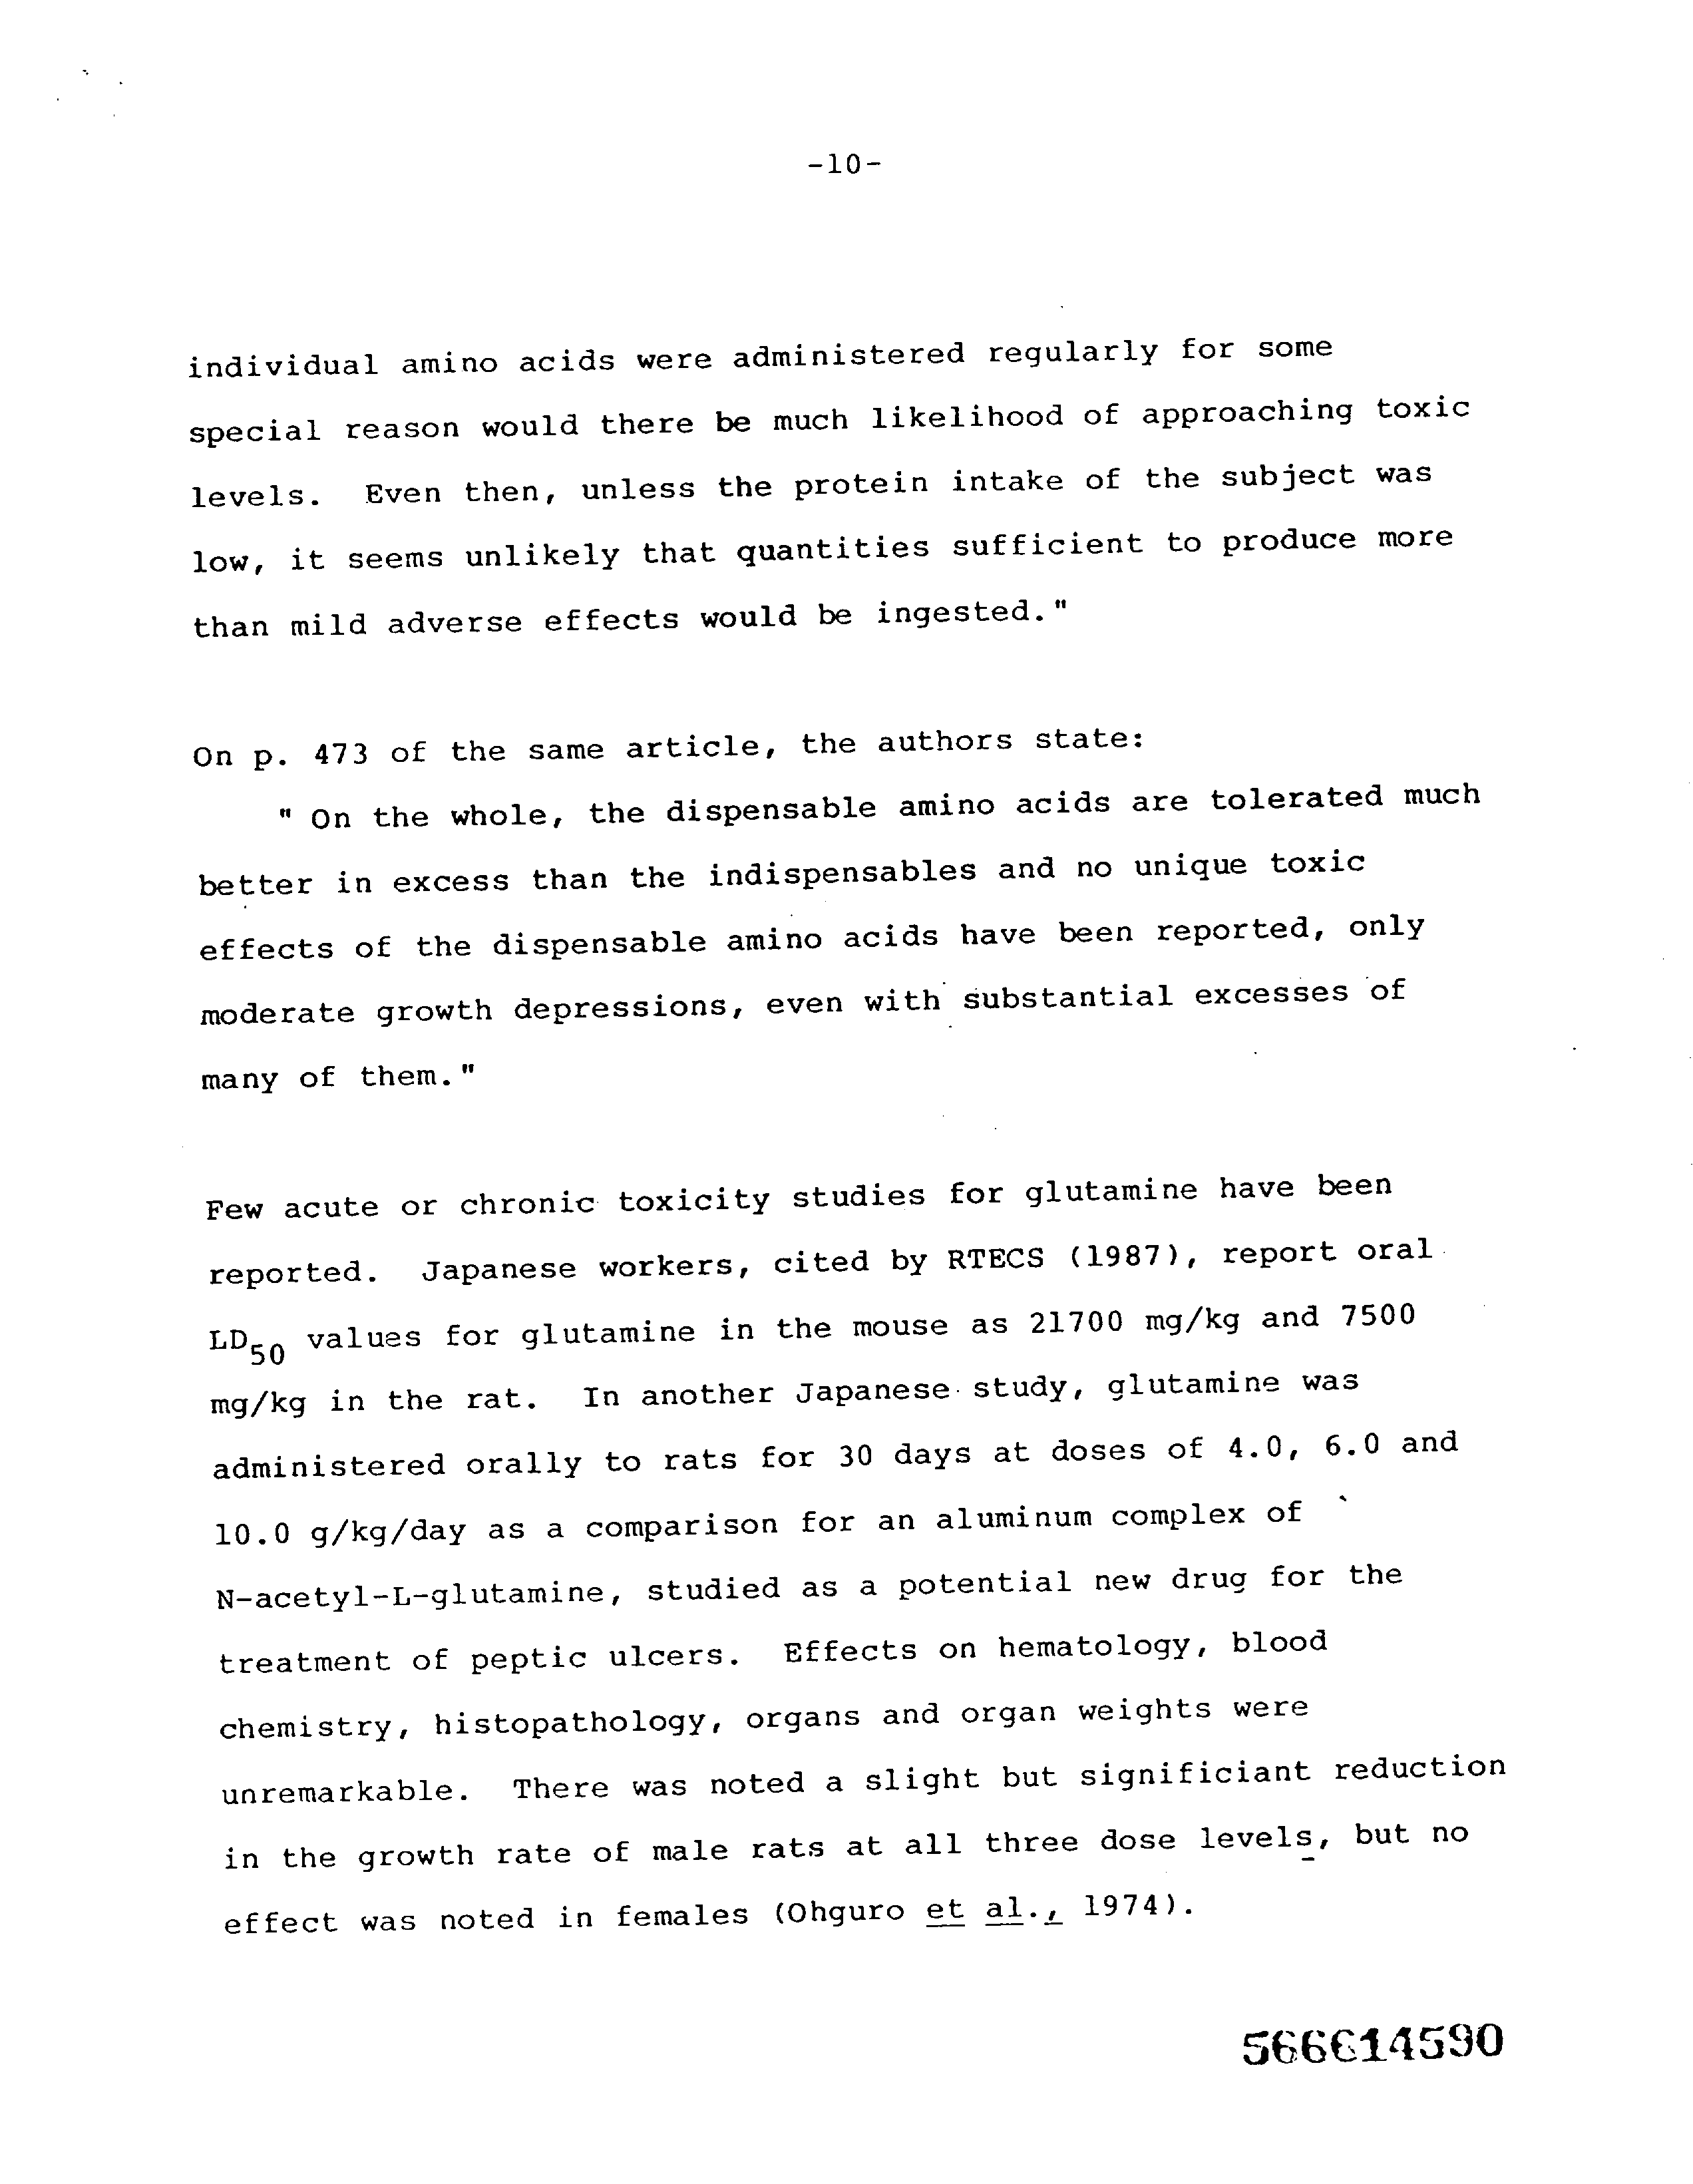 -10-
individual amino acids were administered regularly for some
special reason would there be much likelihood of approaching toxic
levels. Even then, unless the protein intake of the subject was
low, it seems unlikely that quantities sufficient to produce more
than mild adverse effects would be ingested."
On p. 473 of the same article, the authors state:
" On the whole, the dispensable amino acids are tolerated much
better in excess than the indispensables and no unique toxic
effects of the dispensable amino acids have been reported, only
moderate growth depressions, even with substantial excesses of
many of them."
Few acute or chronic toxicity studies for glutamine have been
reported. Japanese workers, cited by RTECS (1987), report oral
LD50 values for glutamine in the mouse as 21700 mg/kg and 7500
mg/kg in the rat. In another Japanese study, glutamine was
administered orally to rats for 30 days at doses of 4.0, 6.0 and
10.0 g/kg/day as a comparison for an aluminum complex of
N-acetyl-L-glutamine, studied as a potential new drug for the
treatment of peptic ulcers. Effects on hematology, blood
chemistry, histopathology, organs and organ weights were
unremarkable. There was noted a slight but significiant reduction
in the growth rate of male rats at all three dose levels, but no
effect was noted in females (Ohguro et al., 1974).
566614590